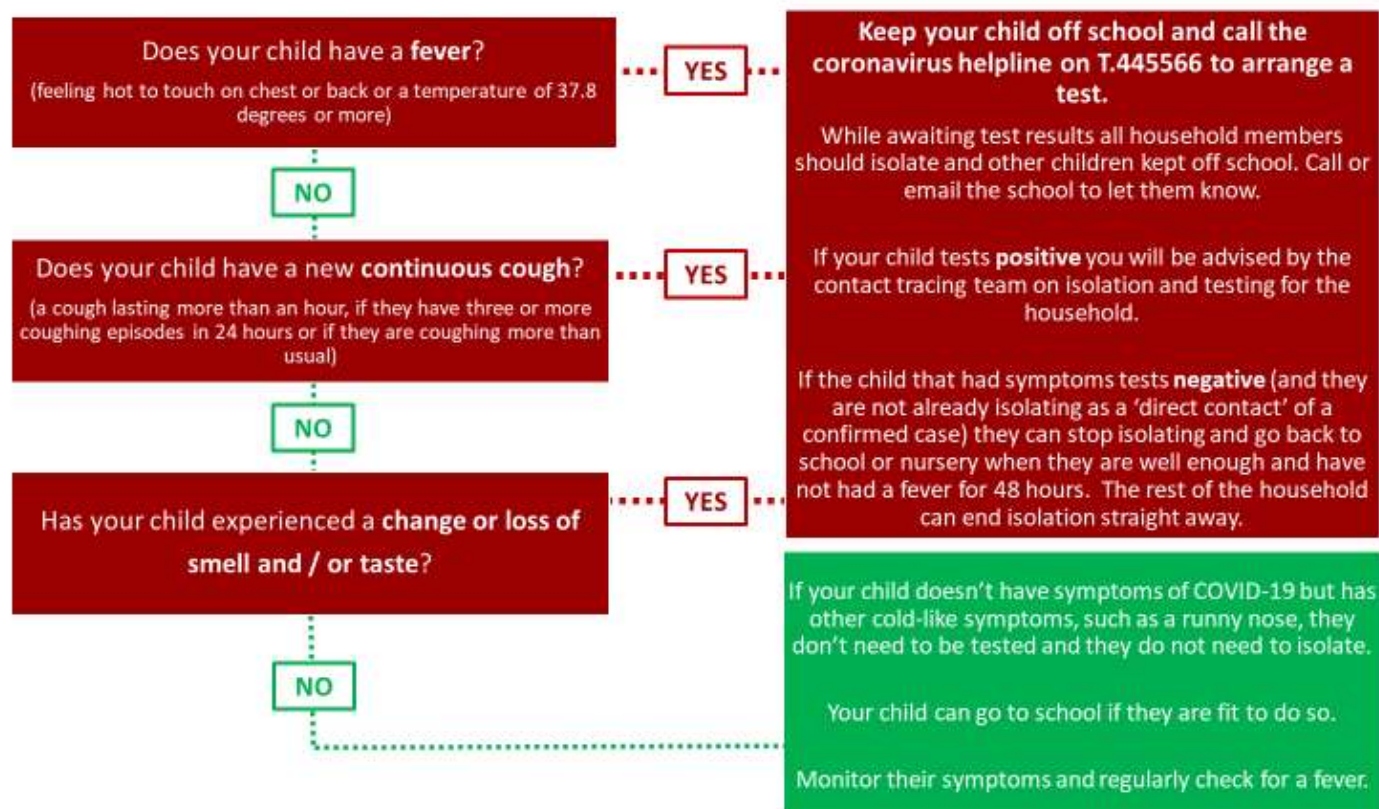 Does your child have a fever?
(feeling hot to touch on chest or back or a temperature of 37.8
degrees or more)
YES
NO
Does your child have a new continuous cough?
(a cough lasting more than an hour, if they have three or more
coughing episodes in 24 hours or if they are coughing more than
usual)
YES
NO
Has your child experienced a change or loss of
smell and / or taste?
YES
NO
Keep your child off school and call the
coronavirus helpline on T.445566 to arrange a
test.
While awaiting test results all household members
should isolate and other children kept off school. Call or
email the school to let them know.
If your child tests positive you will be advised by the
contact tracing team on isolation and testing for the
household.
If the child that had symptoms tests negative (and they
are not already isolating as a ‘direct contact’ of a
confirmed case) they can stop isolating and go back to
school or nursery when they are well enough and have
not had a fever for 48 hours. The rest of the household
can end isolation straight away.
If your child doesn’t have symptoms of COVID-19 but has
other cold-like symptoms, such as a runny nose, they
don’t need to be tested and they do not need to isolate.
Your child can go to school if they are fit to do so.
Monitor their symptoms and regularly check for a fever.